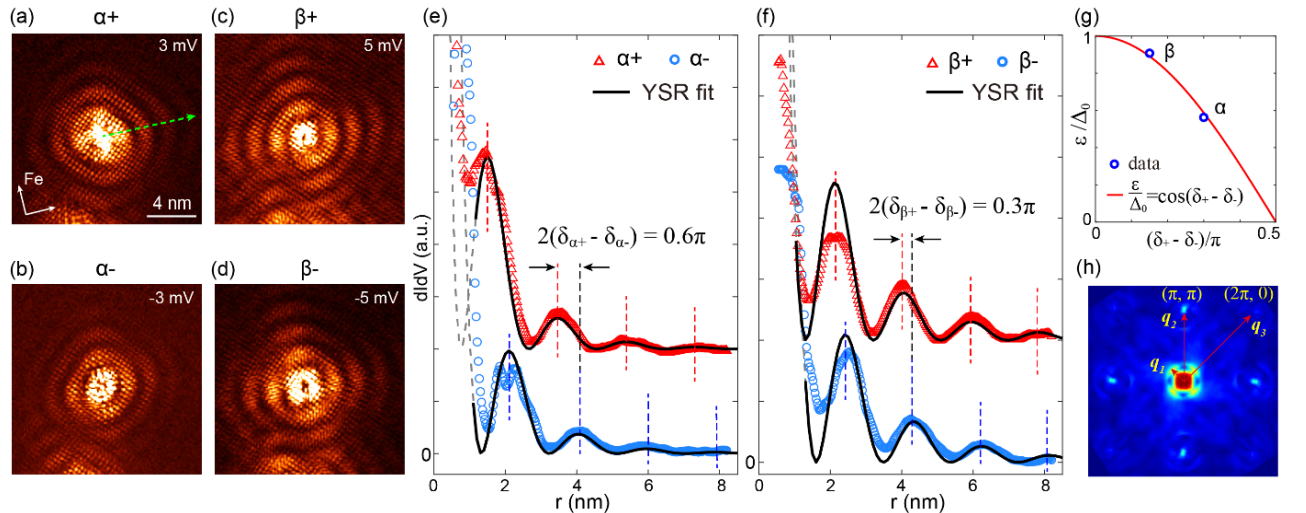 (a)
α+
3 mV
Fe
4 nm
(b)
α-
-3 mV
(c)
β+
5 mV
(d)
β-
-5 mV
(e)
α+ α-
YSR fit
2(δα+ - δα-) = 0.6π
dIdV (a.u.)
0
0 2 4 6 8
r (nm)
(f)
β+ β-
YSR fit
2(δβ+ - δβ-) = 0.3π
0
0 2 4 6 8
r (nm)
(g)
1
β
α
ε/Δ0
data
ε/Δ0=cos(δ+ - δ-)
0
0 0.5
(δ+ - δ-)/π
(h)
(π, π) (2π, 0)
q2
q3
q1